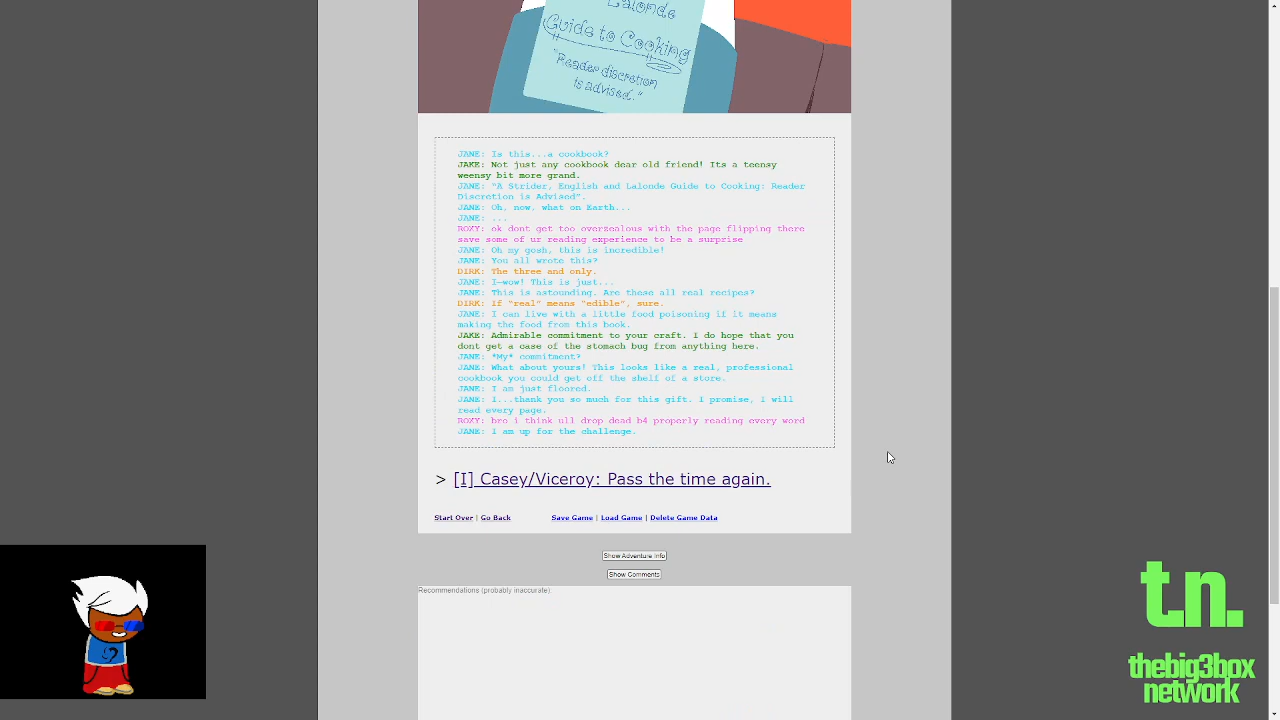 Lalonde
Guide to Cooking
"Reader discretion
is advised."
JANE: Is this...a cookbook?
JAKE: Not just any cookbook dear old friend! Its a teensy
weensy bit more grand.
JANE: "A Strider, English and Lalonde Guide to Cooking: Reader
Discretion is Advised".
JANE: Oh, now, what on Earth...
JANE: ...
ROXY: ok dont get too overzealous with the page flipping there
save some of ur reading experience to be a surprise
JANE: Oh my gosh, this is incredible!
JANE: You all wrote this?
DIRK: The three and only.
JANE: I—wow! This is just...
JANE: This is astounding. Are these all real recipes?
DIRK: If "real" means "edible", sure.
JANE: I can live with a little food poisoning if it means
making the food from this book.
JAKE: Admirable commitment to your craft. I do hope that you
dont get a case of the stomach bug from anything here.
JANE: *My* commitment?
JANE: What about yours! This looks like a real, professional
cookbook you could get off the shelf of a store.
JANE: I am just floored.
JANE: I...thank you so much for this gift. I promise, I will
read every page.
ROXY: bro i think ull drop dead b4 properly reading every word
JANE: I am up for the challenge.
> [I] Casey/Viceroy: Pass the time again.
Start Over | Go Back Save Game | Load Game | Delete Game Data
Show Adventure Info
Show Comments
Recommendations (probably inaccurate):
t.n.
thebig3box
network